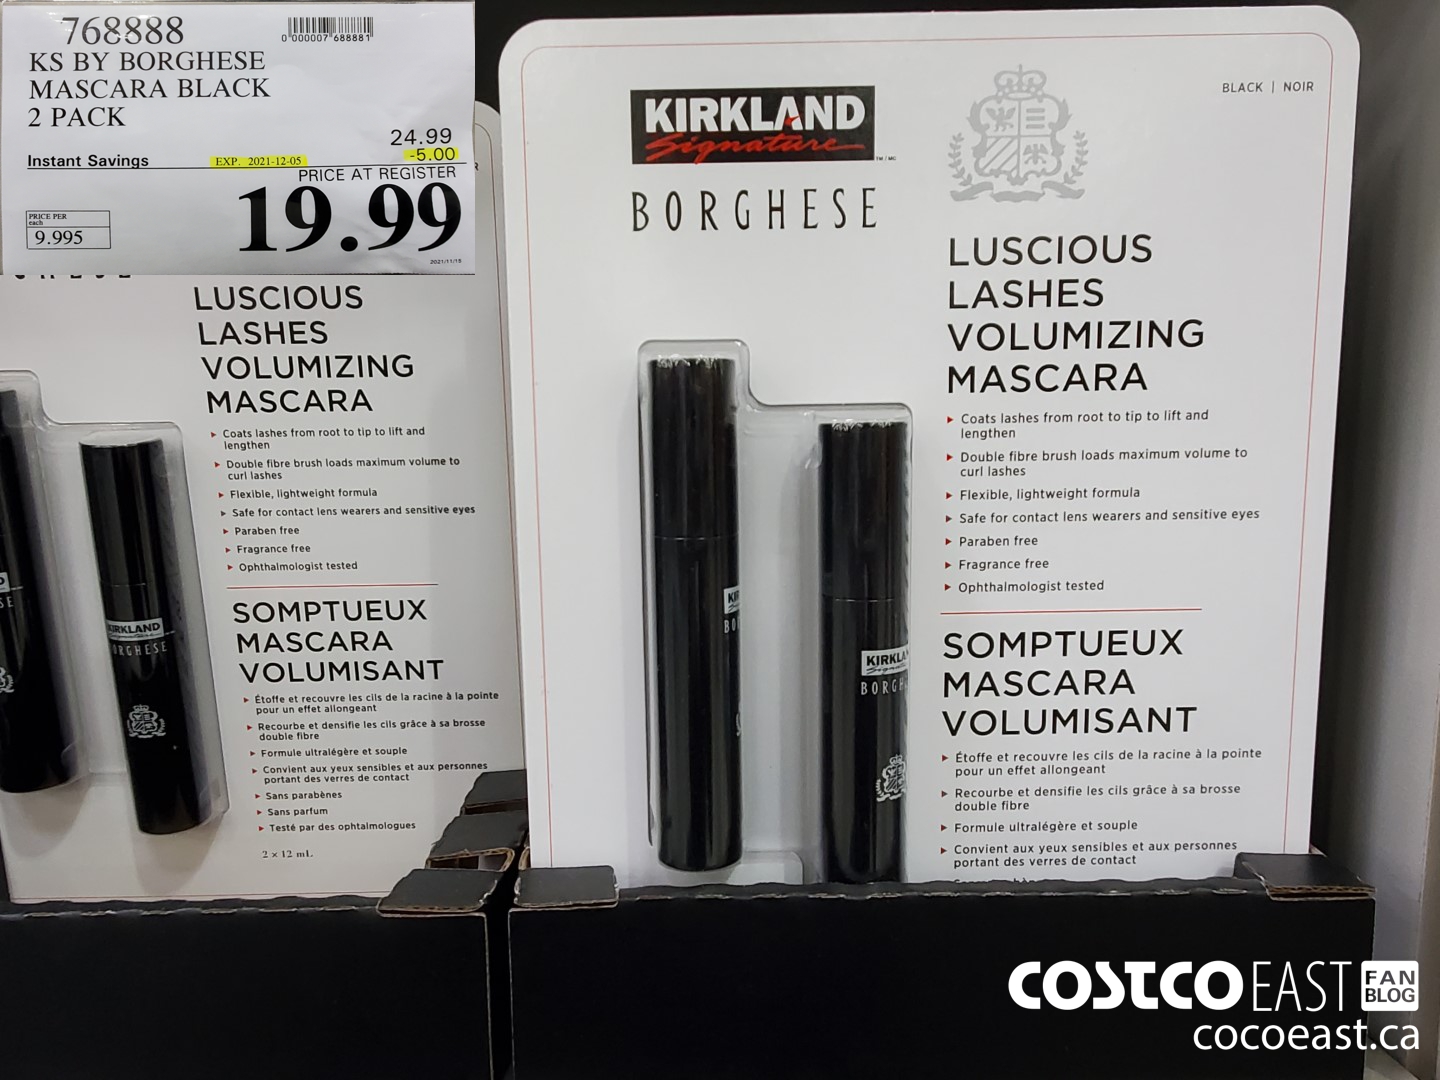 768888
0 000007 688881
KS BY BORGHESE
MASCARA BLACK
2 PACK
24.99
Instant Savings
EXP. 2021-12-05
-5.00
PRICE AT REGISTER
19.99
PRICE PER
each
9.995
2021/11/15
LUSCIOUS
LASHES
VOLUMIZING
MASCARA
Coats lashes from root to tip to lift and
lengthen
Double fibre brush loads maximum volume to
curl lashes
Flexible, lightweight formula
Safe for contact lens wearers and sensitive eyes
Paraben free
Fragrance free
Ophthalmologist tested
SOMPTUEUX
MASCARA
VOLUMISANT
Étoffe et recouvre les cils de la racine à la pointe
pour un effet allongeant
Recourbe et densifie les cils grâce à sa brosse
double fibre
Formule ultralégère et souple
Convient aux yeux sensibles et aux personnes
portant des verres de contact
Sans parabènes
Sans parfum
Testé par des ophtalmologues
2 x 12 mL
KIRKLAND
Signature
BORGHESE
BLACK | NOIR
KIRKLAND
Signature
TM/MC
BORGHESE
LUSCIOUS
LASHES
VOLUMIZING
MASCARA
Coats lashes from root to tip to lift and
lengthen
Double fibre brush loads maximum volume to
curl lashes
Flexible, lightweight formula
Safe for contact lens wearers and sensitive eyes
Paraben free
Fragrance free
Ophthalmologist tested
SOMPTUEUX
MASCARA
VOLUMISANT
Étoffe et recouvre les cils de la racine à la pointe
pour un effet allongeant
Recourbe et densifie les cils grâce à sa brosse
double fibre
Formule ultralégère et souple
Convient aux yeux sensibles et aux personnes
portant des verres de contact
KIRKLA
Signature
BORGH
COSTCO EAST FAN BLOG
cocoeast.ca